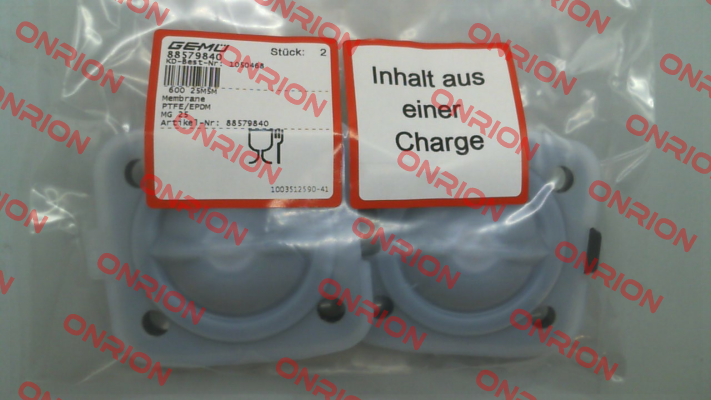 GEMÜ
Stück: 2
88579840
KD-Best-Nr: 1010468
600 25M5M
Membrane
PTFE/EPDM
MG 25
Artikel-Nr: 88579840
1003512590-41
Inhalt aus
einer
Charge
ONRION